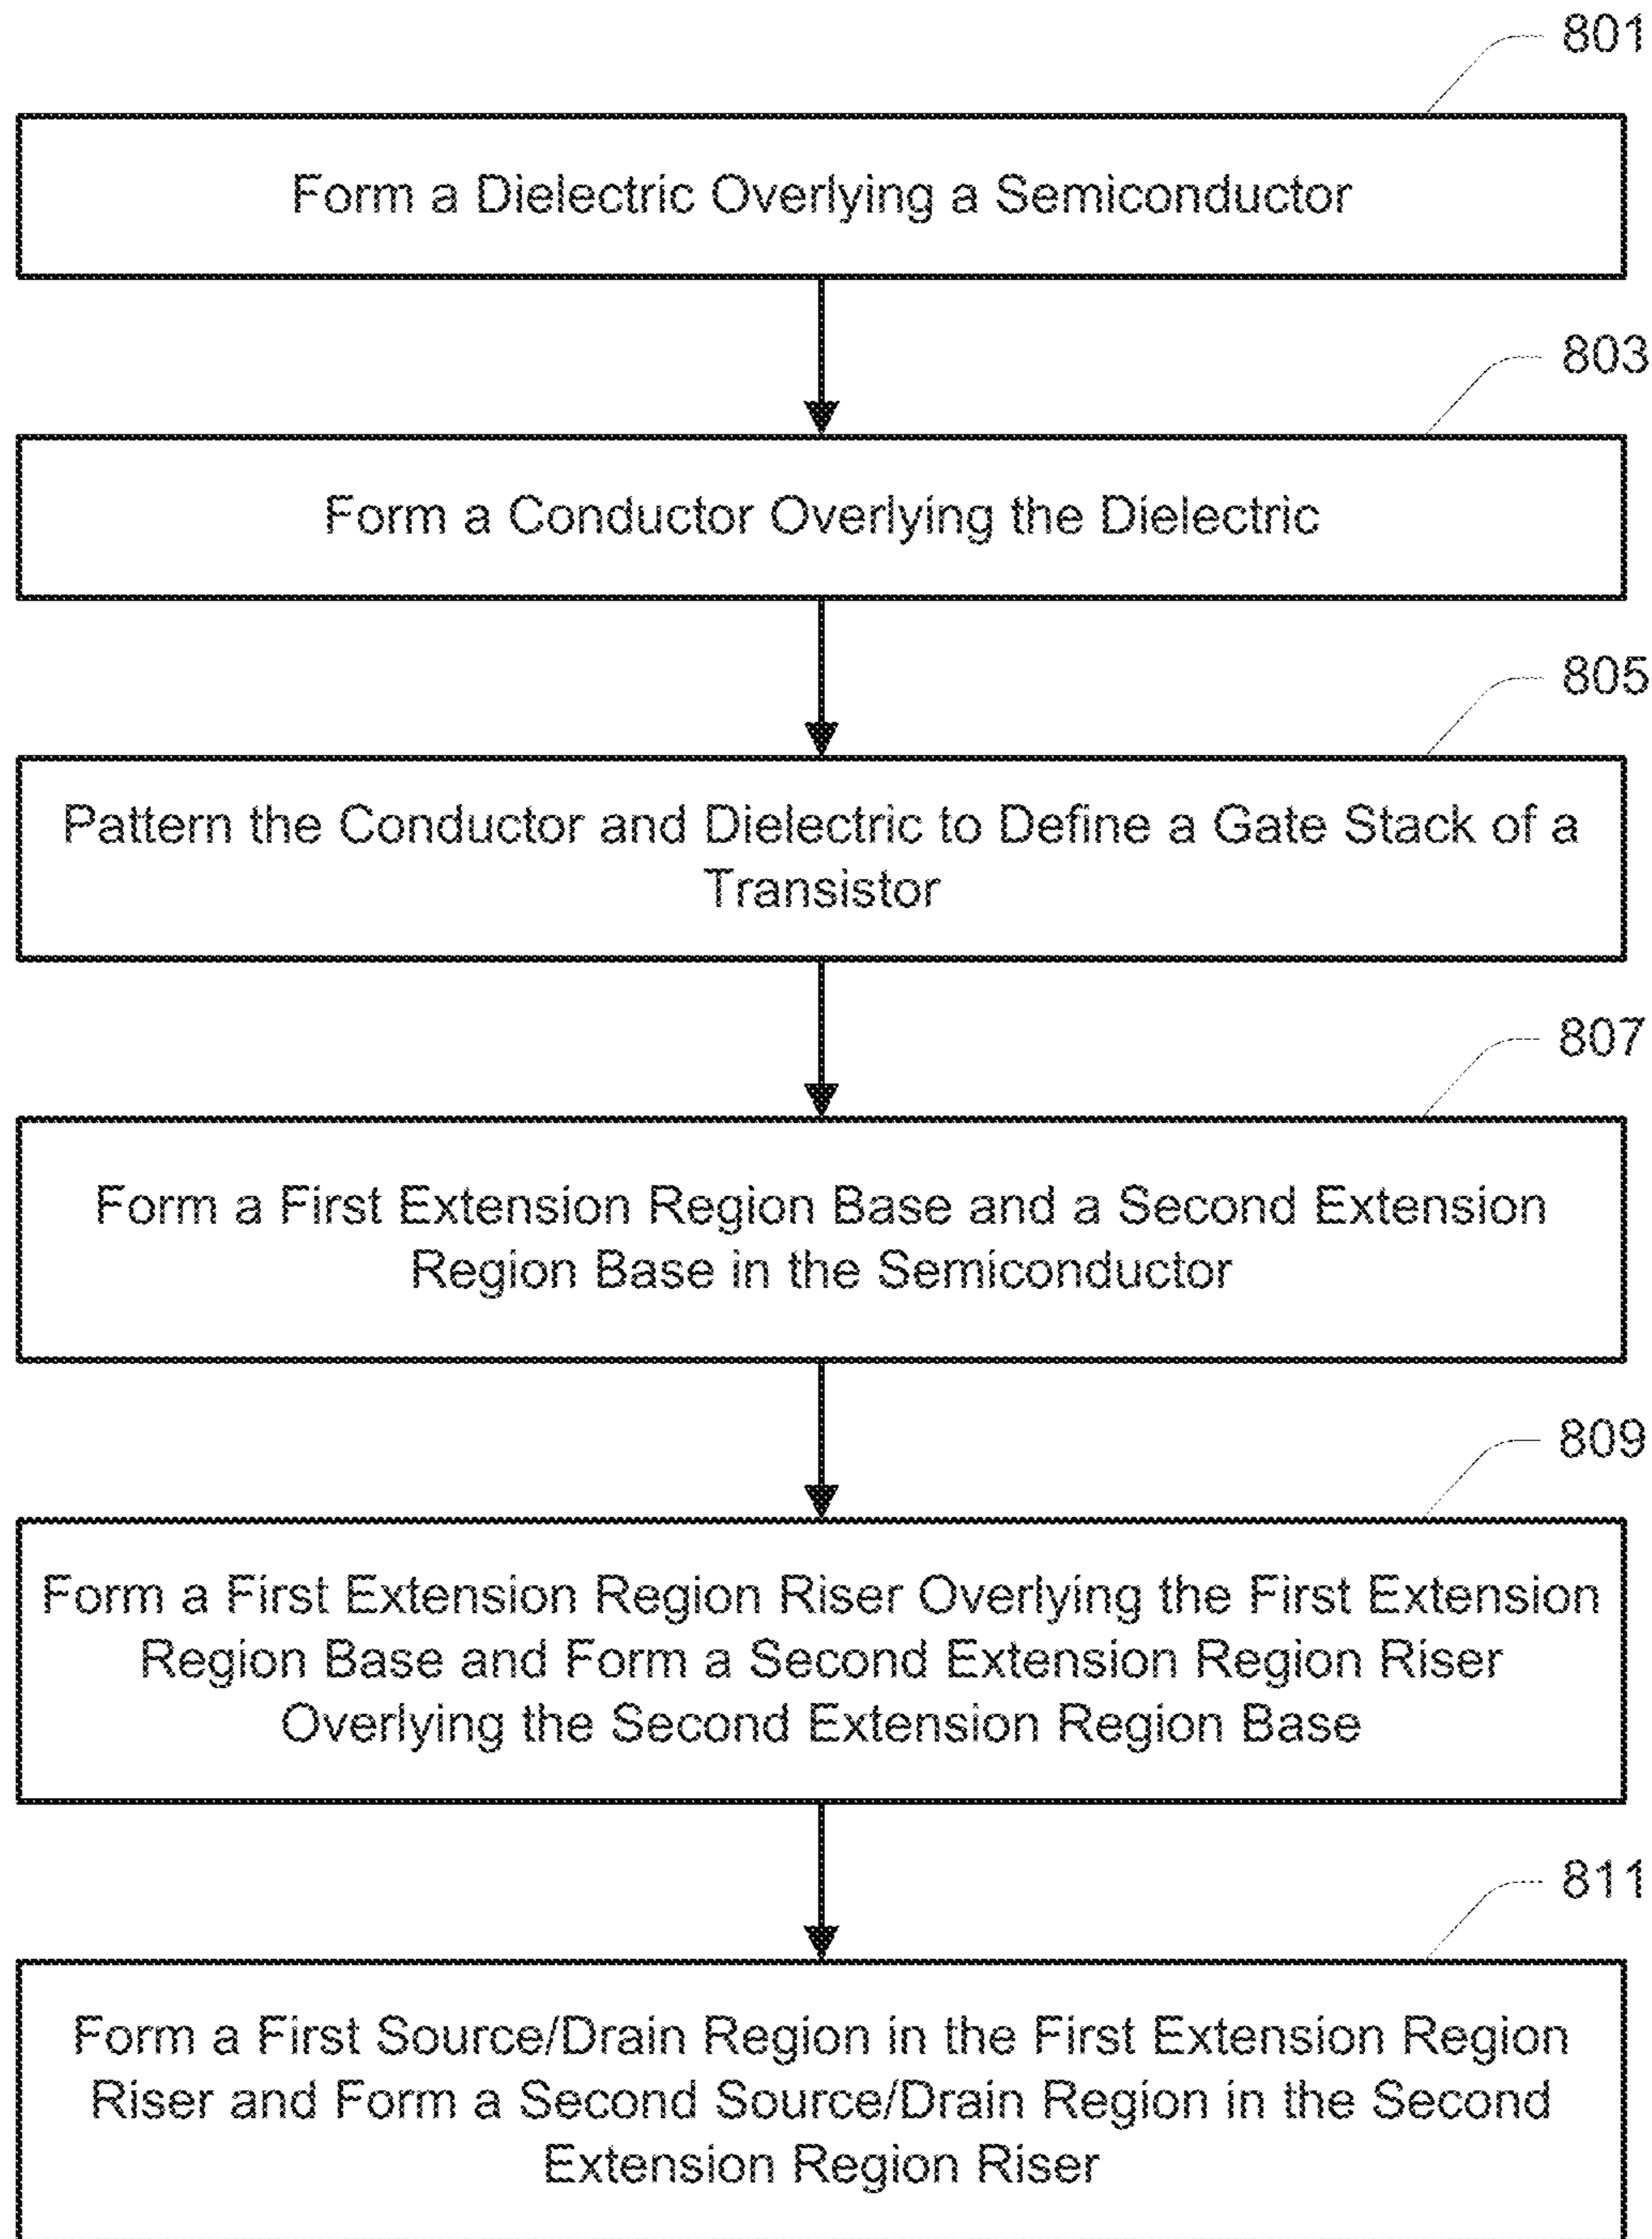 801
Form a Dielectric Overlying a Semiconductor
803
Form a Conductor Overlying the Dielectric
805
Pattern the Conductor and Dielectric to Define a Gate Stack of a
Transistor
807
Form a First Extension Region Base and a Second Extension
Region Base in the Semiconductor
809
Form a First Extension Region Riser Overlying the First Extension
Region Base and Form a Second Extension Region Riser
Overlying the Second Extension Region Base
811
Form a First Source/Drain Region in the First Extension Region
Riser and Form a Second Source/Drain Region in the Second
Extension Region Riser